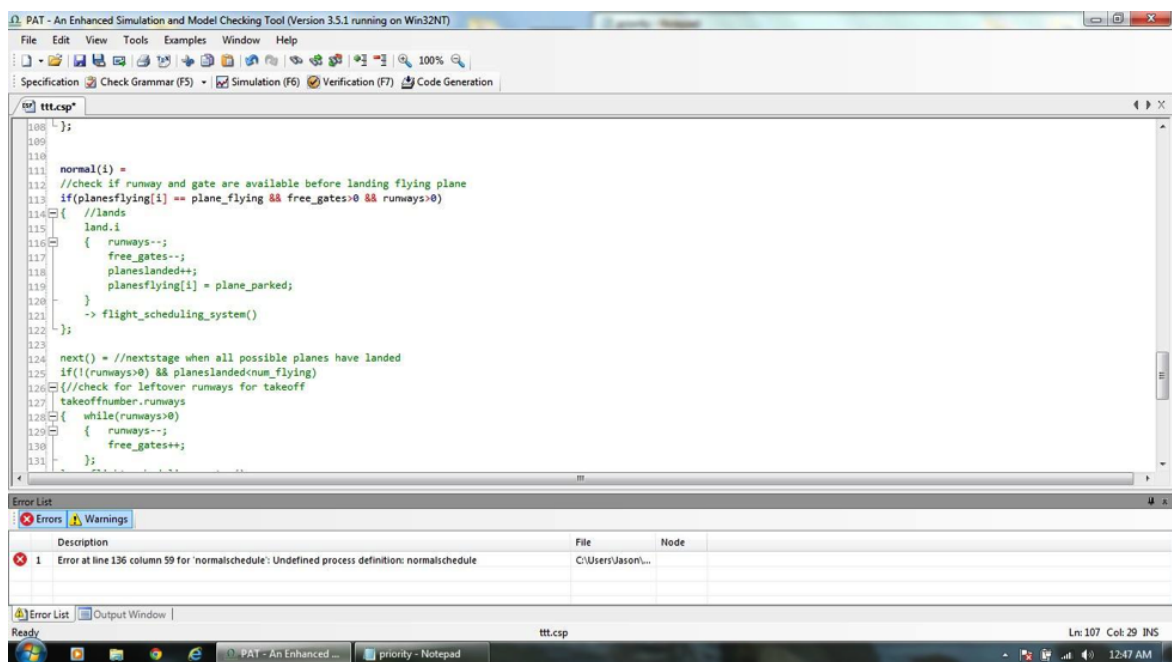 PAT - An Enhanced Simulation and Model Checking Tool (Version 3.5.1 running on Win32NT)
File Edit View Tools Examples Window Help
100%
Specification Check Grammar (F5) Simulation (F6) Verification (F7) Code Generation
ttt.csp*
108 };
109
110
111 normal(i) =
112 //check if runway and gate are available before landing flying plane
113 if(planesflying[i] == plane_flying && free_gates>0 && runways>0)
114 { //lands
115 land.i
116 { runways--;
117 free_gates--;
118 planeslanded++;
119 planesflying[i] = plane_parked;
120 }
121 -> flight_scheduling_system()
122 };
123
124 next() = //nextstage when all possible planes have landed
125 if(!(runways>0) && planeslanded<num_flying)
126 {//check for leftover runways for takeoff
127 takeoffnumber.runways
128 { while(runways>0)
129 { runways--;
130 free_gates++;
131 };
Error List
Errors Warnings
Description File Node
1 Error at line 136 column 59 for 'normalschedule': Undefined process definition: normalschedule C:\Users\Jason\...
Error List Output Window
Ready ttt.csp Ln: 107 Col: 29 INS
PAT - An Enhanced ... priority - Notepad 12:47 AM